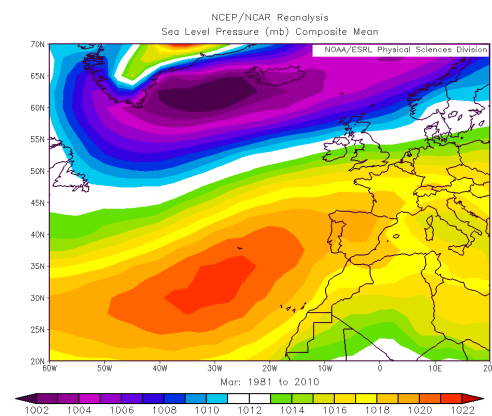 NCEP/NCAR Reanalysis
Sea Level Pressure (mb) Composite Mean
NOAA/ESRL Physical Sciences Division
70N
65N
60N
55N
50N
45N
40N
35N
30N
25N
20N
60W 50W 40W 30W 20W 10W 0 10E 20E
Mar: 1981 to 2010
1002 1004 1006 1008 1010 1012 1014 1016 1018 1020 1022